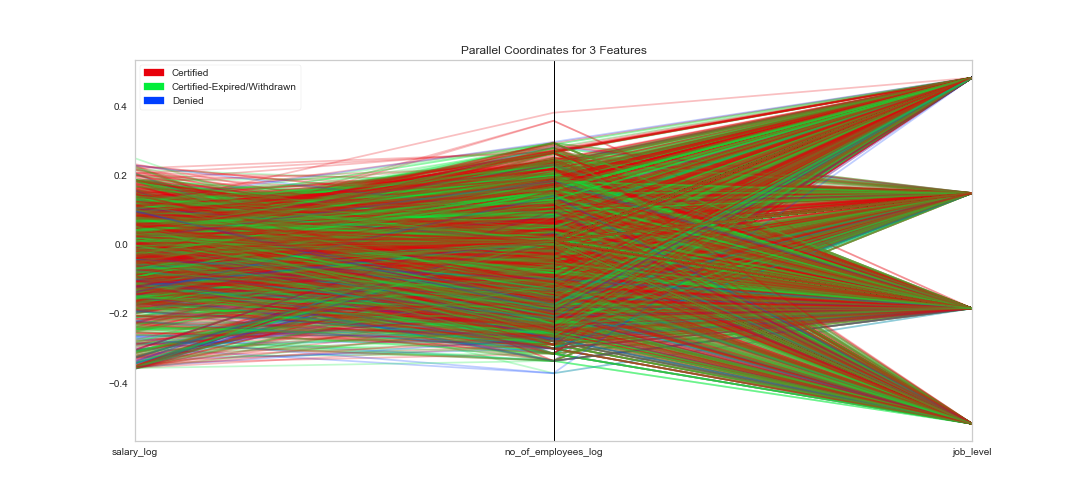 Parallel Coordinates for 3 Features
Certified
Certified-Expired/Withdrawn
Denied
0.4
0.2
0.0
−0.2
−0.4
salary_log
no_of_employees_log
job_level